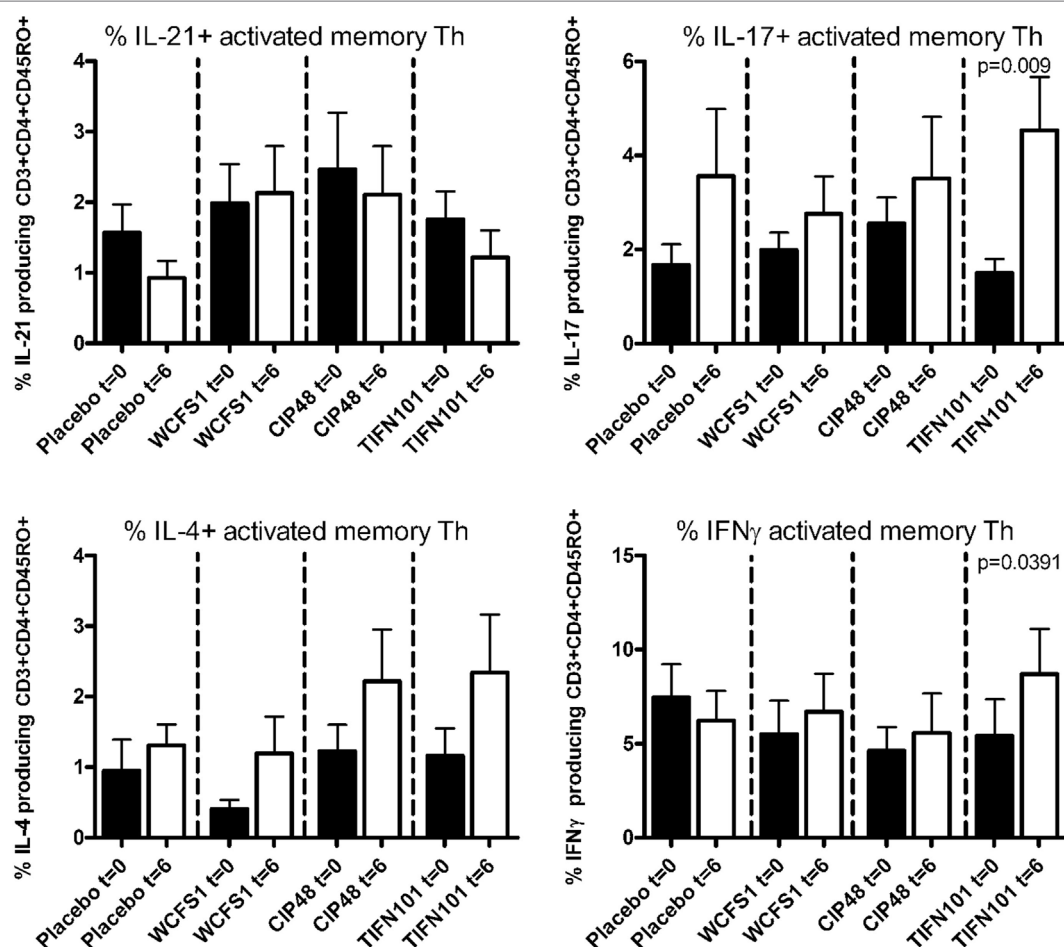 % IL-21+ activated memory Th
% IL-21 producing CD3+CD4+CD45RO+
4
3
2
1
0
Placebo t=0
Placebo t=6
WCFS1 t=0
WCFS1 t=6
CIP48 t=0
CIP48 t=6
TIFN101 t=0
TIFN101 t=6
% IL-17+ activated memory Th
p=0.009
% IL-17 producing CD3+CD4+CD45RO+
6
4
2
0
Placebo t=0
Placebo t=6
WCFS1 t=0
WCFS1 t=6
CIP48 t=0
CIP48 t=6
TIFN101 t=0
TIFN101 t=6
% IL-4+ activated memory Th
% IL-4 producing CD3+CD4+CD45RO+
4
3
2
1
0
Placebo t=0
Placebo t=6
WCFS1 t=0
WCFS1 t=6
CIP48 t=0
CIP48 t=6
TIFN101 t=0
TIFN101 t=6
% IFNγ activated memory Th
p=0.0391
% IFNγ producing CD3+CD4+CD45RO+
15
10
5
0
Placebo t=0
Placebo t=6
WCFS1 t=0
WCFS1 t=6
CIP48 t=0
CIP48 t=6
TIFN101 t=0
TIFN101 t=6